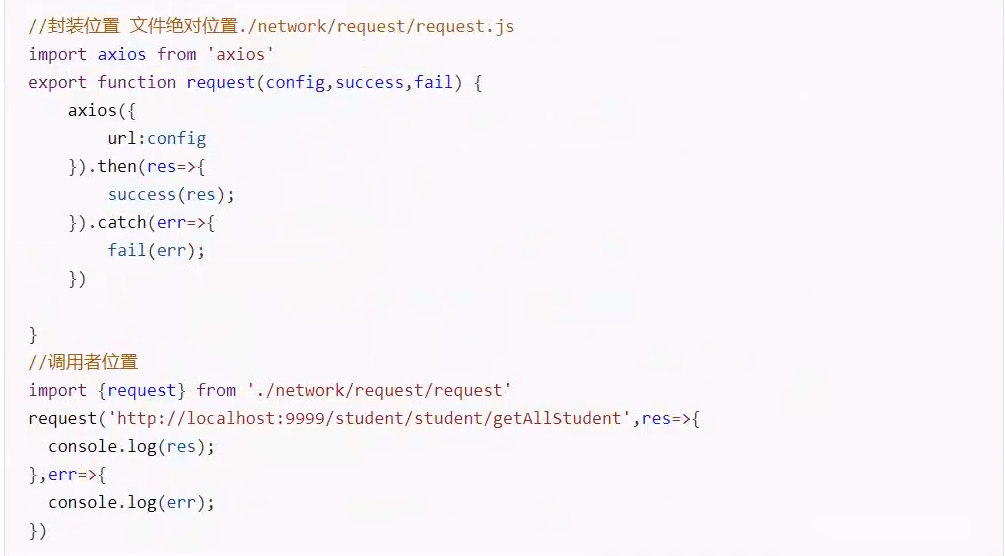 //封装位置 文件绝对位置./network/request/request.js
import axios from 'axios'
export function request(config,success,fail) {
    axios({
        url:config
    }).then(res=>{
        success(res);
    }).catch(err=>{
        fail(err);
    })
}
//调用者位置
import {request} from './network/request/request'
request('http://localhost:9999/student/student/getAllStudent',res=>{
  console.log(res);
},err=>{
  console.log(err);
})